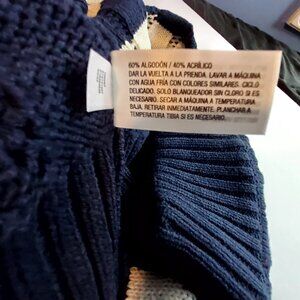 60% ALGODÓN / 40% ACRÍLICO
DAR LA VUELTA A LA PRENDA. LAVAR A MÁQUINA
CON AGUA FRÍA CON COLORES SIMILARES. CICLO
DELICADO. SOLO BLANQUEADOR SIN CLORO SI ES
NECESARIO. SECAR A MÁQUINA A TEMPERATURA
BAJA. RETIRAR INMEDIATAMENTE. PLANCHAR A
TEMPERATURA TIBIA SI ES NECESARIO.